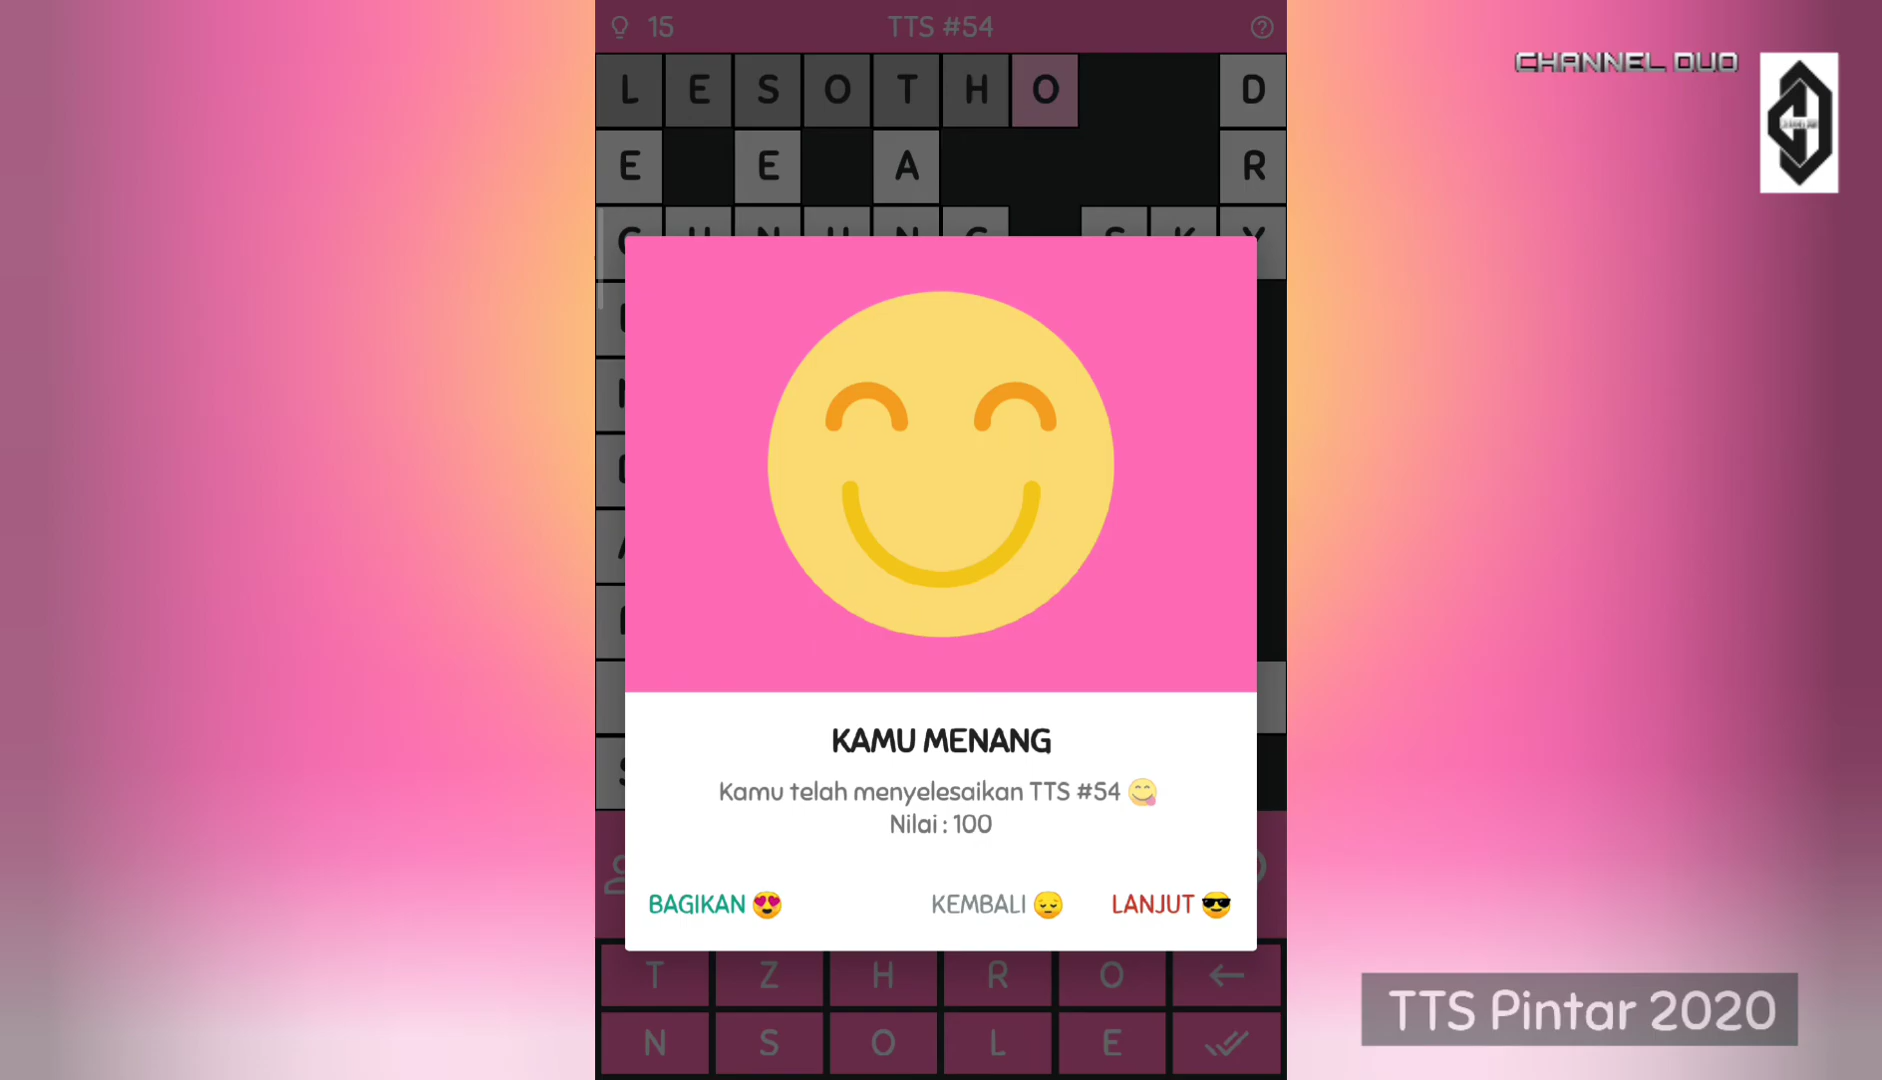 15 TTS #54
CHANNEL DUO
L E S O T H O D
E E A R
G U N U N G S K Y
KAMU MENANG
Kamu telah menyelesaikan TTS #54 😋
Nilai : 100
BAGIKAN 😍 KEMBALI 😔 LANJUT 😎
T Z H R O ←
N S O L E
TTS Pintar 2020